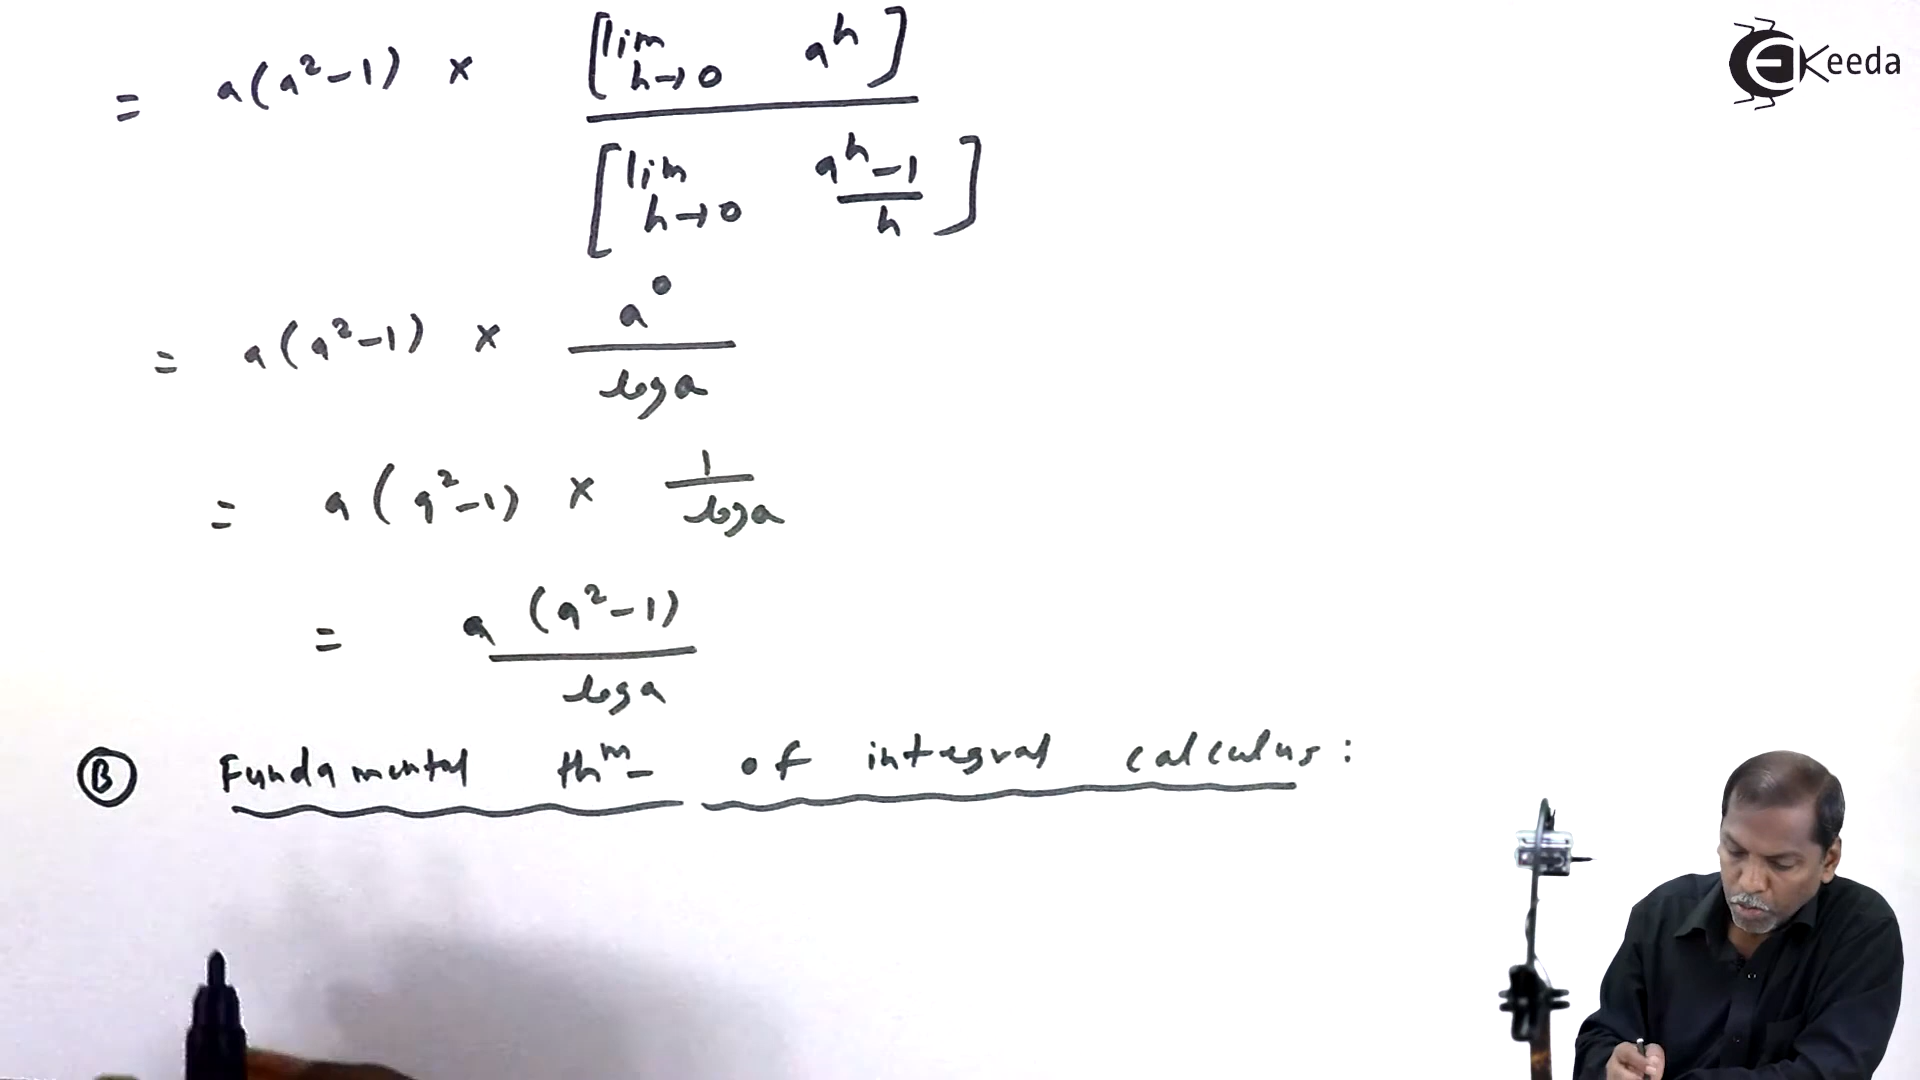 = a(a²-1) × [lim h→0 a^h] / [lim h→0 (a^h-1)/h]
= a(a²-1) × a⁰ / log a
= a(a²-1) × 1 / log a
= a (a²-1) / log a
Ⓑ Fundamental thm- of integral calculus:
EKeeda